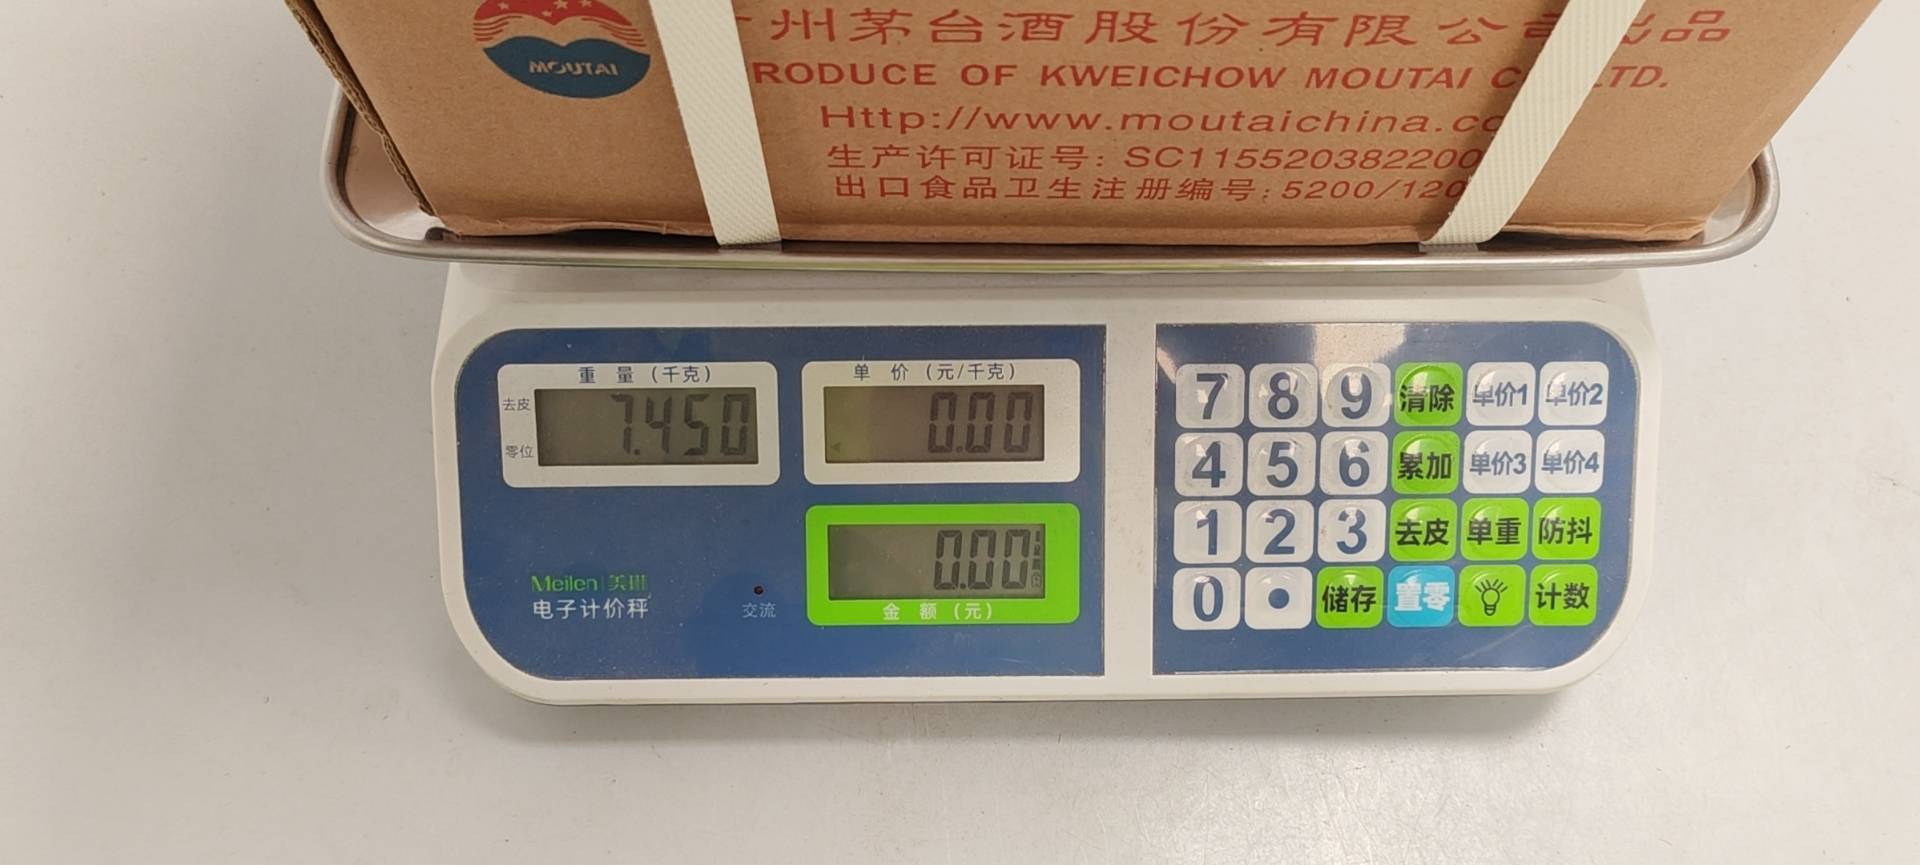 MOUTAI
州茅台酒股份有限公司出品
RODUCE OF KWEICHOW MOUTAI C LTD.
Http://www.moutaichina.co
生产许可证号: SC115520382200
出口食品卫生注册编号: 5200/120
重 量 (千克)
去皮
零位
7.450
单 价 (元/千克)
0.00
0.00
金 额 (元)
Meilen 美琳
电子计价秤
交流
7 8 9 清除 单价1 单价2
4 5 6 累加 单价3 单价4
1 2 3 去皮 单重 防抖
0 • 储存 置零 计数